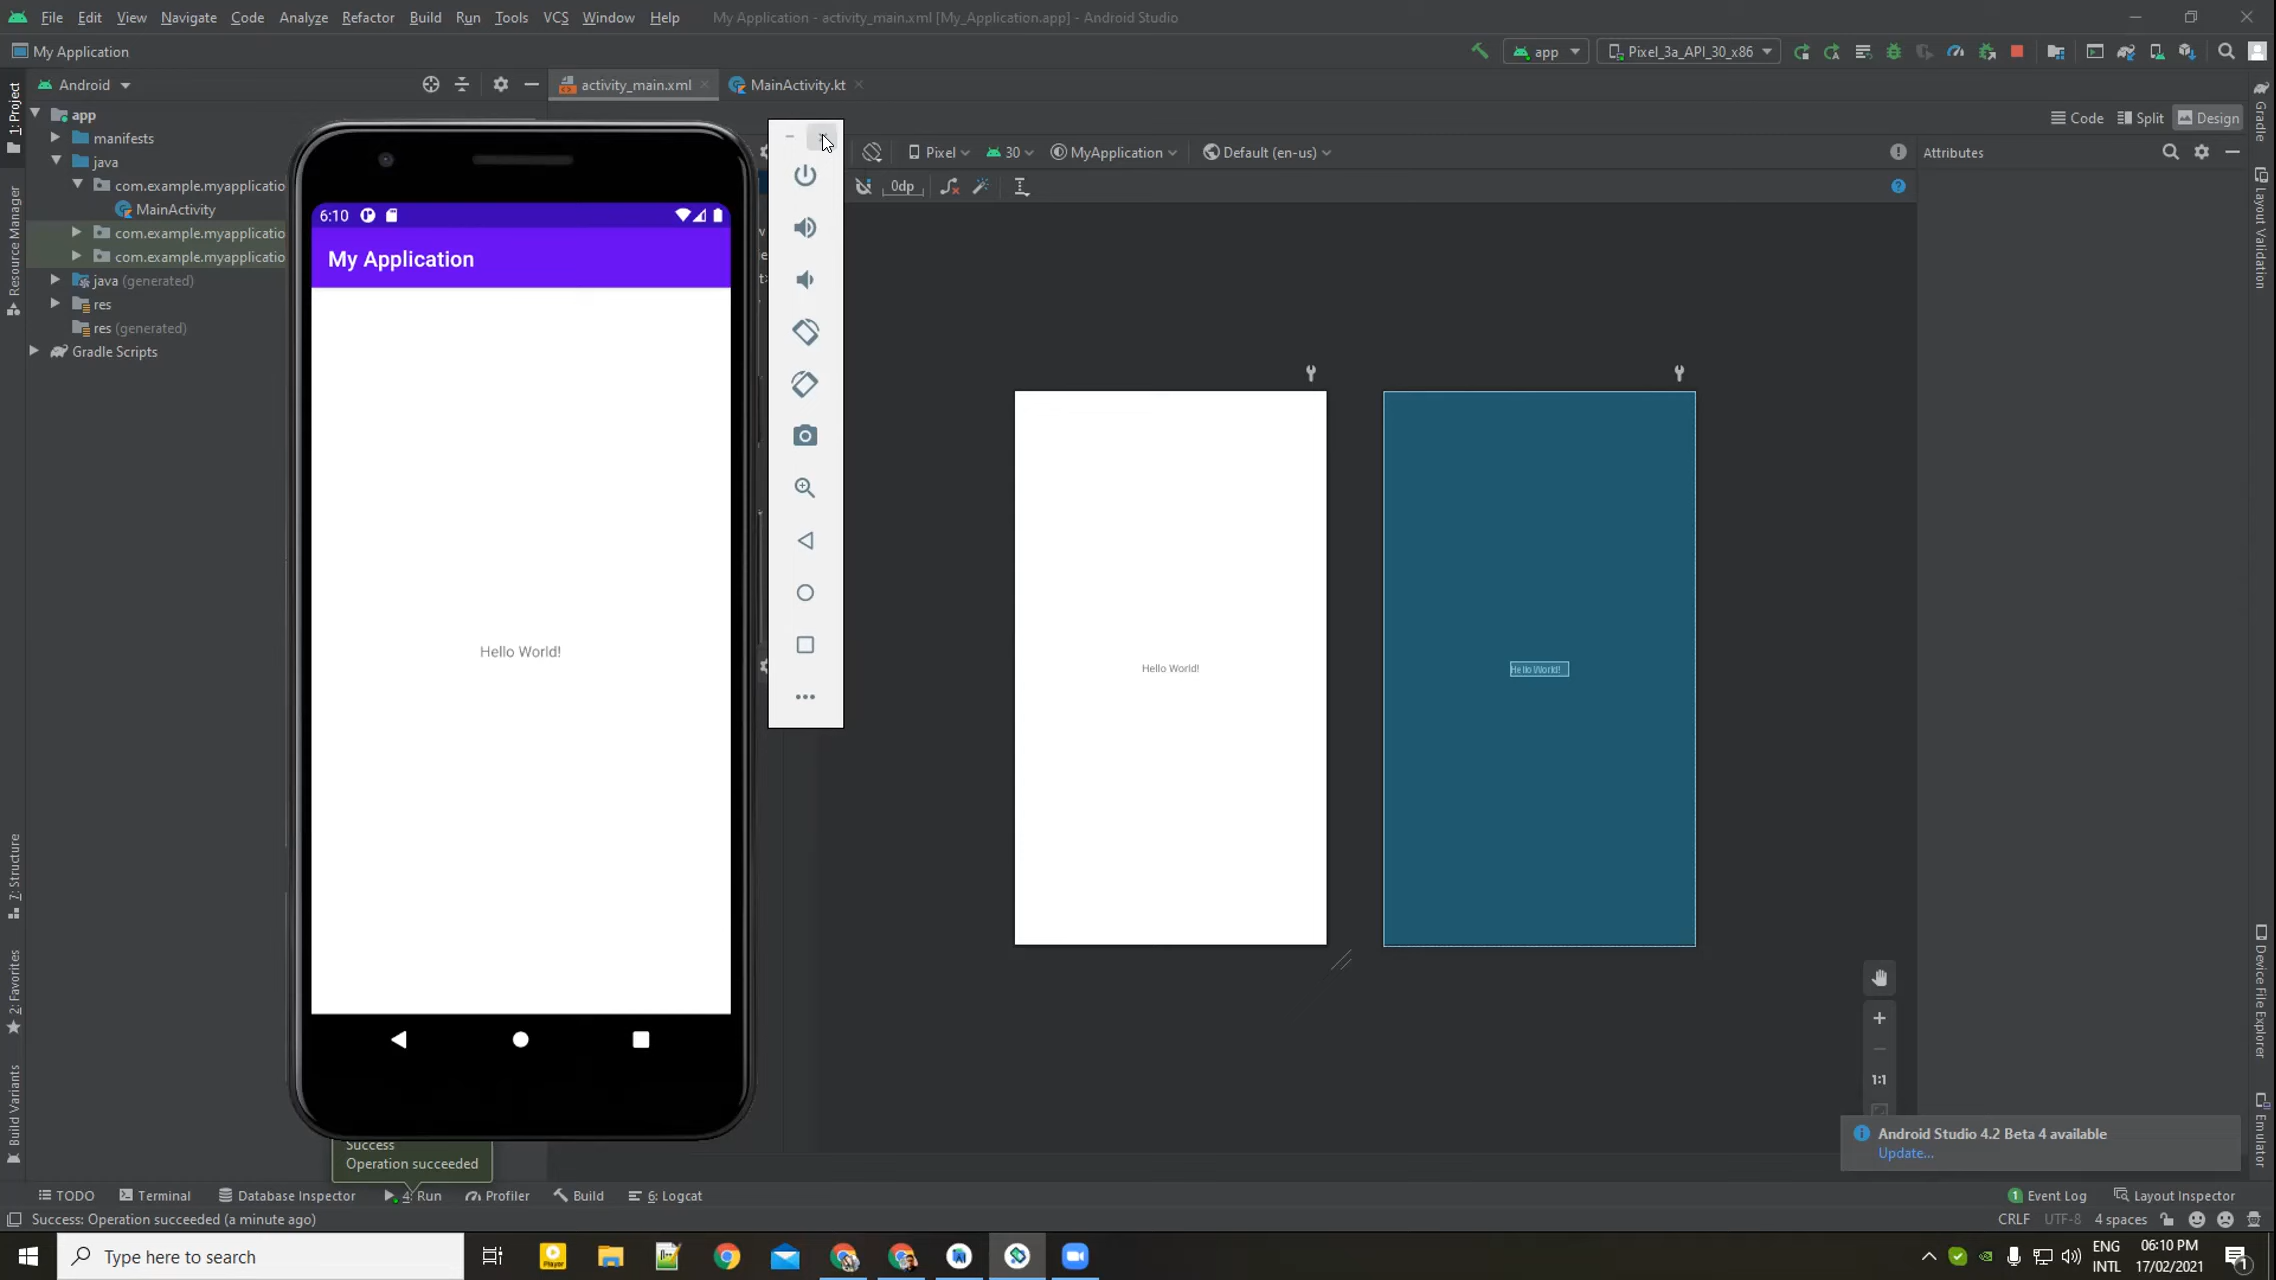 File Edit View Navigate Code Analyze Refactor Build Run Tools VCS Window Help My Application - activity_main.xml [My_Application.app] - Android Studio
My Application app Pixel_3a_API_30_x86
Android activity_main.xml MainActivity.kt
app
Code Split Design
manifests
java
Pixel 30 MyApplication Default (en-us) Attributes
com.example.myapplicatio
0dp
MainActivity
com.example.myapplicatio
com.example.myapplicatio
java (generated)
res
res (generated)
Gradle Scripts
6:10
My Application
Hello World!
Hello World!
Hello World!
1: Project
Resource Manager
7: Structure
2: Favorites
Build Variants
Gradle
Layout Validation
Device File Explorer
Emulator
1:1
Android Studio 4.2 Beta 4 available
Update...
Success
Operation succeeded
TODO Terminal Database Inspector 4: Run Profiler Build 6: Logcat 1 Event Log Layout Inspector
Success: Operation succeeded (a minute ago) CRLF UTF-8 4 spaces
Type here to search
Player
ENG
INTL
06:10 PM
17/02/2021
1